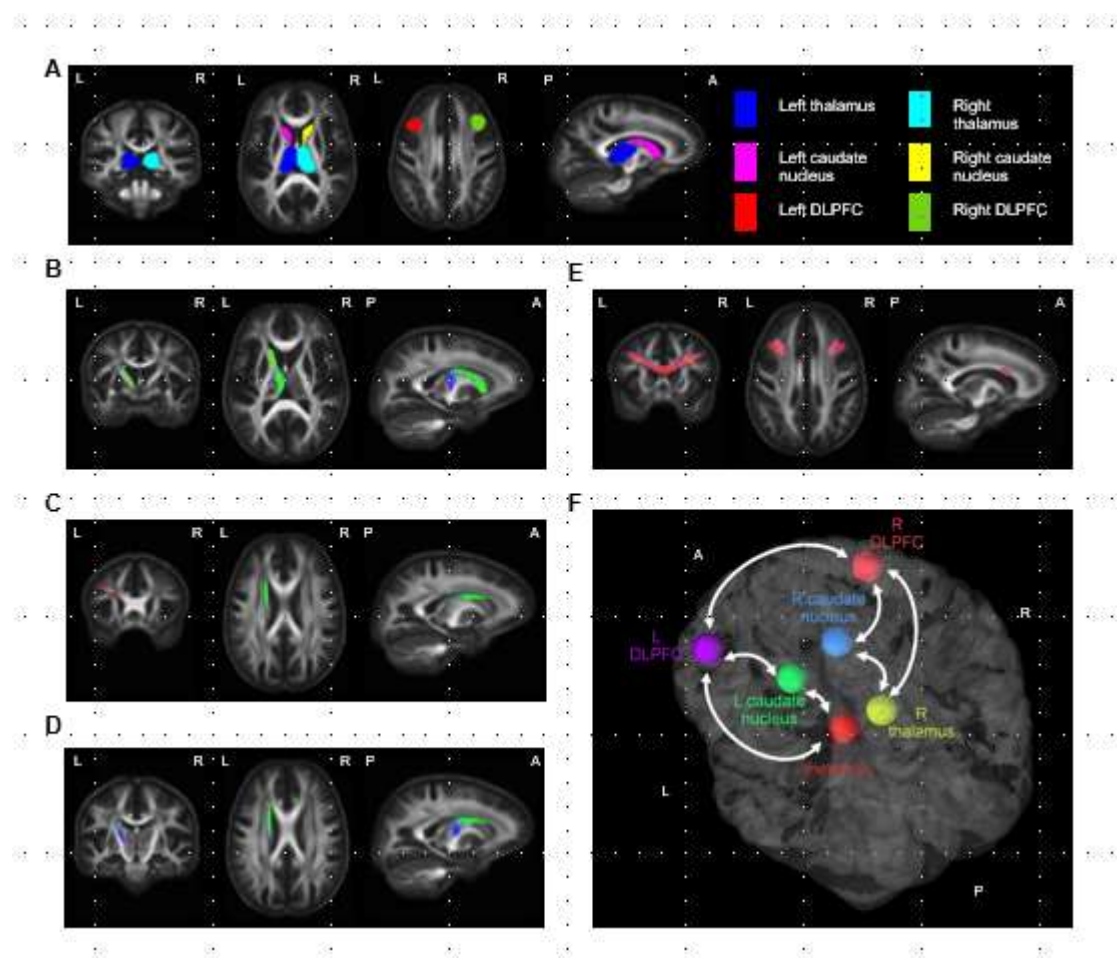 A
L R L R L R P A
Left thalamus
Right
thalamus
Left caudate
nucleus
Right caudate
nucleus
Left DLPFC
Right DLPFC
B
L R L R P A
E
L R L R P A
C
L R L R P A
D
L R L R P A
F
R
DLPFC
A
R caudate
nucleus
R
L
DLPFC
L caudate
nucleus
R
thalamus
L
P